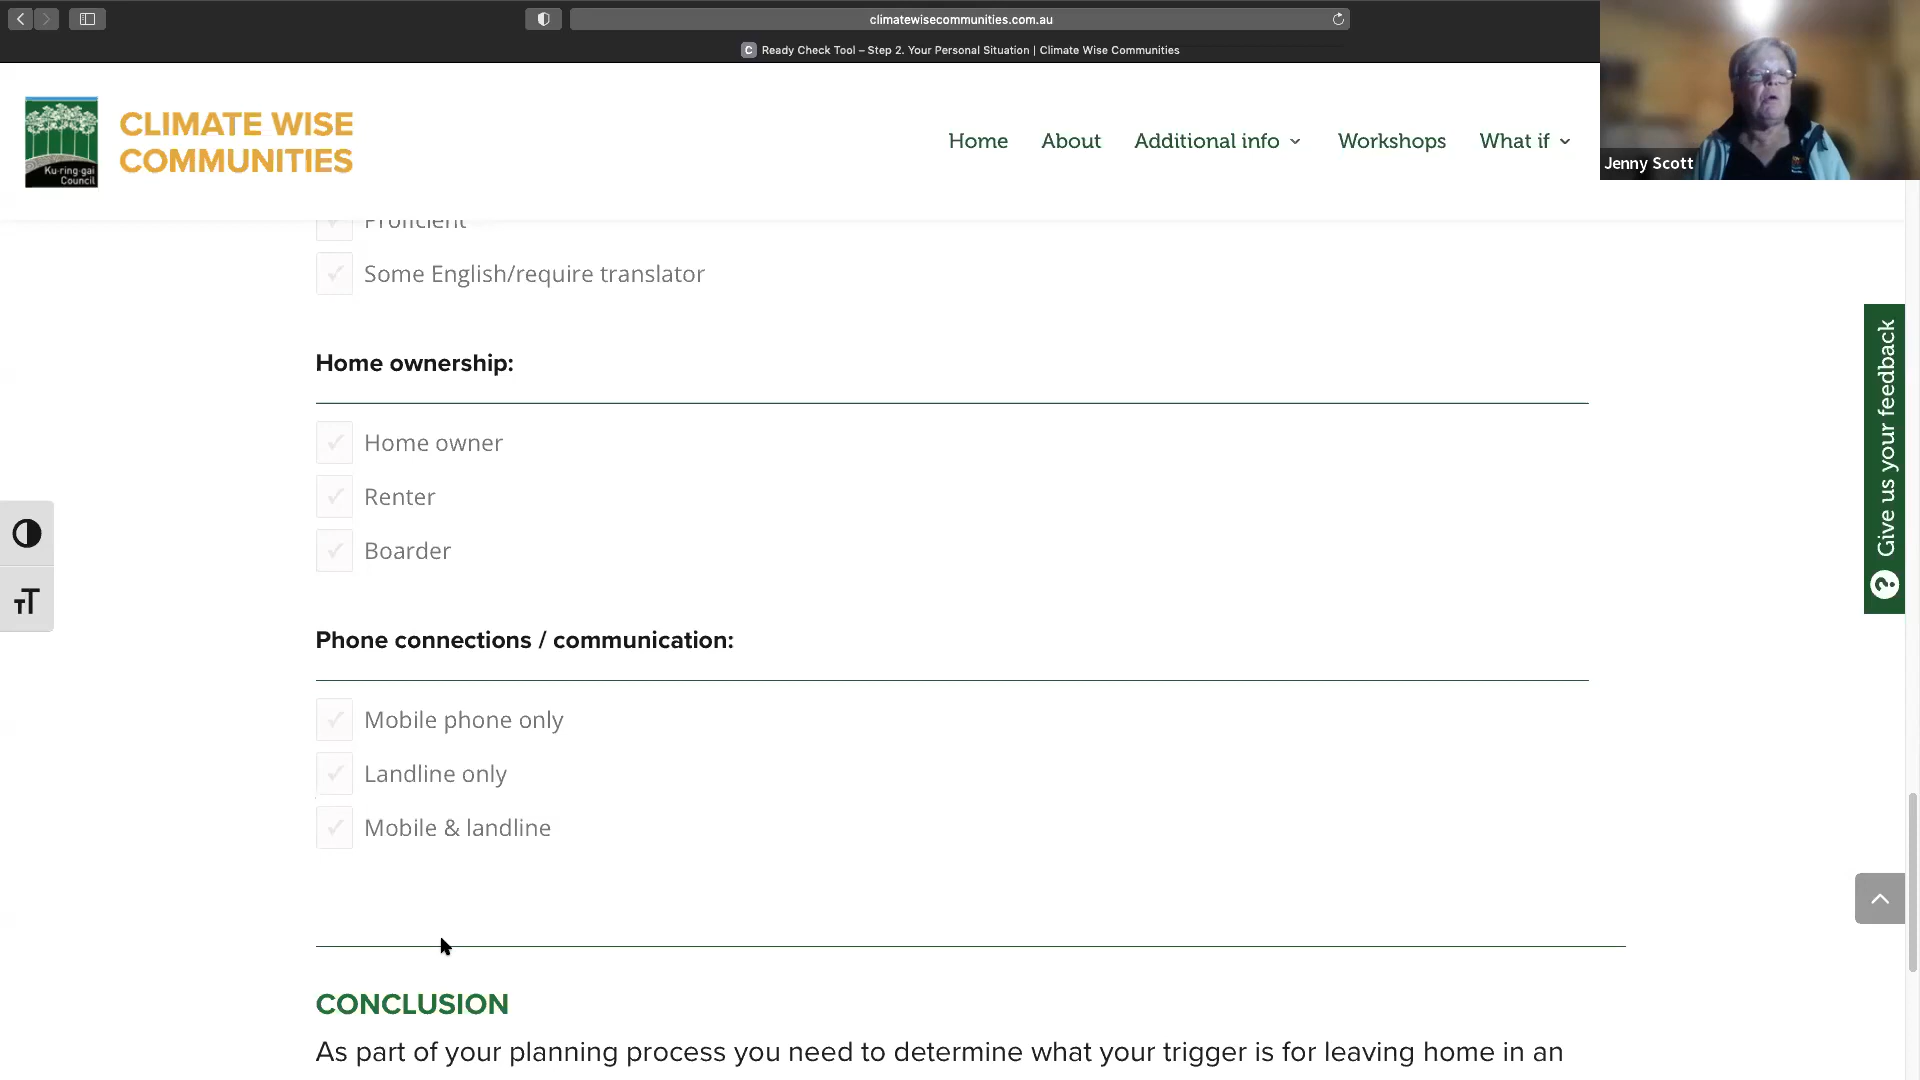 climatewisecommunities.com.au
C Ready Check Tool – Step 2. Your Personal Situation | Climate Wise Communities
Ku-ring-gai
Council
CLIMATE WISE
COMMUNITIES
Home About Additional info Workshops What if
Jenny Scott
Proficient
Some English/require translator
Home ownership:
Home owner
Renter
Boarder
Give us your feedback
Phone connections / communication:
Mobile phone only
Landline only
Mobile & landline
CONCLUSION
As part of your planning process you need to determine what your trigger is for leaving home in an